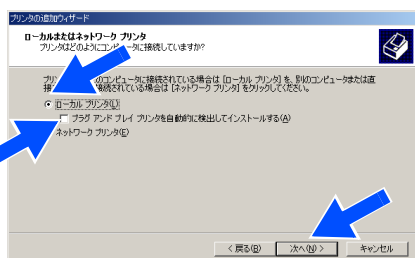 プリンタの追加ウィザード
ローカルまたはネットワーク プリンタ
プリンタはどのようにコンピュータに接続していますか?
プリ のコンピュータに接続されている場合は [ローカル プリンタ] を、別のコンピュータまたは直
接 接続されている場合は [ネットワーク プリンタ] をクリックしてください。
ローカル プリンタ(L)
プラグ アンド プレイ プリンタを自動的に検出してインストールする(A)
ネットワーク プリンタ(E)
< 戻る(B)
次へ(N) >
キャンセル